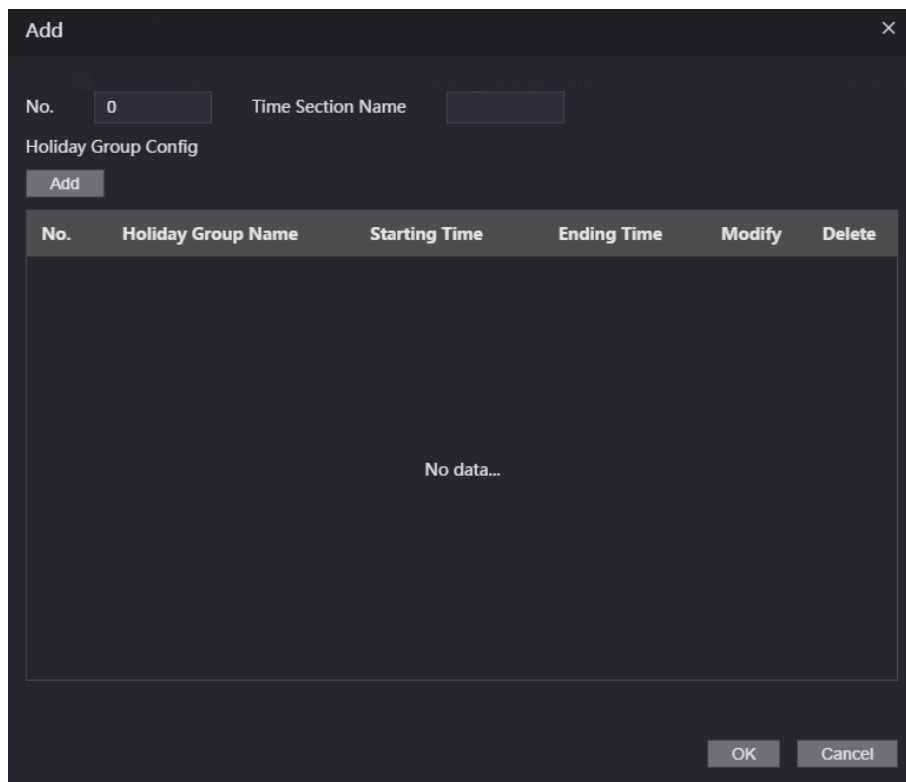 Add
No. 0 Time Section Name
Holiday Group Config
Add
No. Holiday Group Name Starting Time Ending Time Modify Delete
No data...
OK Cancel